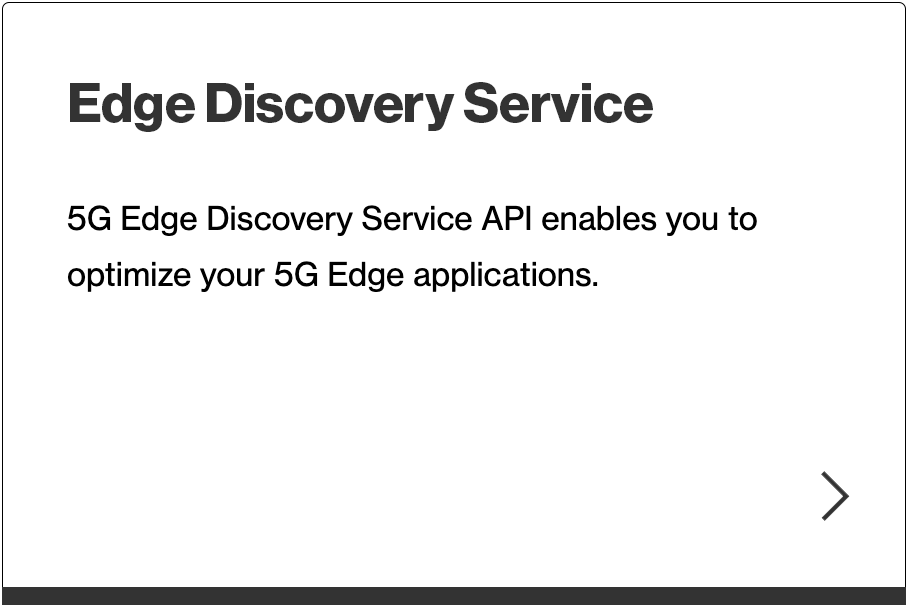 Edge Discovery Service
5G Edge Discovery Service API enables you to
optimize your 5G Edge applications.